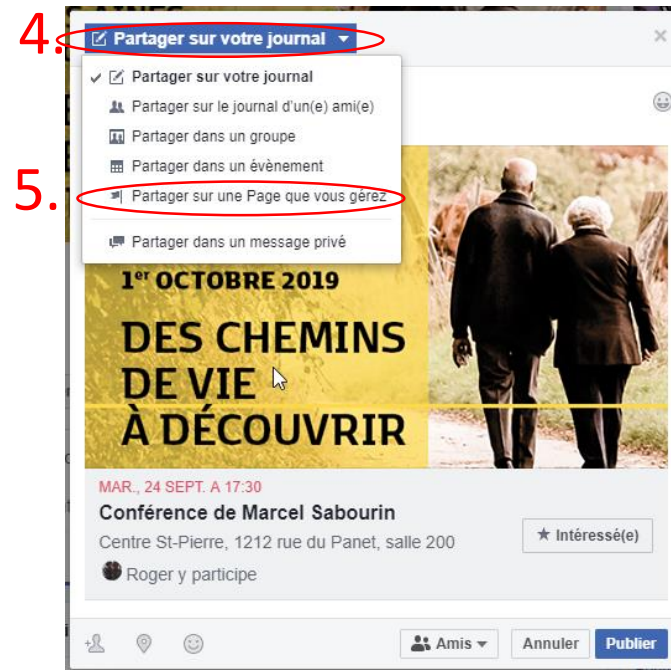 4. Partager sur votre journal
Partager sur votre journal
Partager sur le journal d'un(e) ami(e)
Partager dans un groupe
Partager dans un évènement
5. Partager sur une Page que vous gérez
Partager dans un message privé
1er OCTOBRE 2019
DES CHEMINS
DE VIE
À DÉCOUVRIR
MAR., 24 SEPT. A 17:30
Conférence de Marcel Sabourin
Centre St-Pierre, 1212 rue du Panet, salle 200
★ Intéressé(e)
Roger y participe
Amis
Annuler
Publier